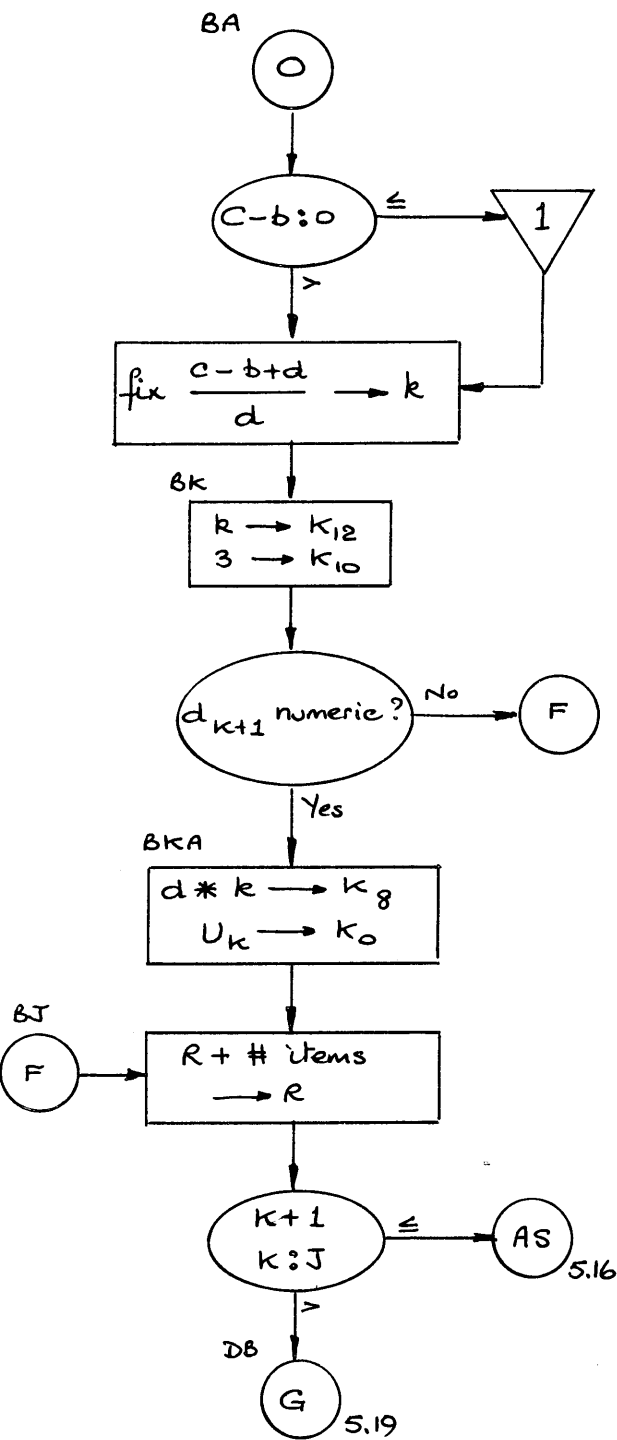 BA
O
C-b:0
≤
1
>
fix c-b+d → k
d
BK
k → K12
3 → K10
dK+1 numeric?
No
F
Yes
BKA
d * k → K8
UK → K0
BJ
F
R + # items
→ R
K+1
K:J
≤
AS
5.16
>
DB
G
5.19